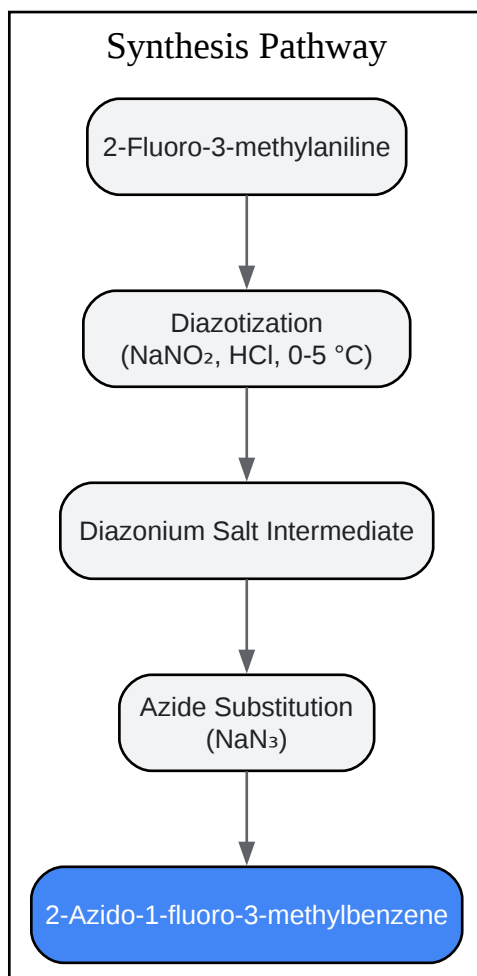 Synthesis Pathway
2-Fluoro-3-methylaniline
Diazotization
(NaNO₂, HCl, 0-5 °C)
Diazonium Salt Intermediate
Azide Substitution
(NaN₃)
2-Azido-1-fluoro-3-methylbenzene